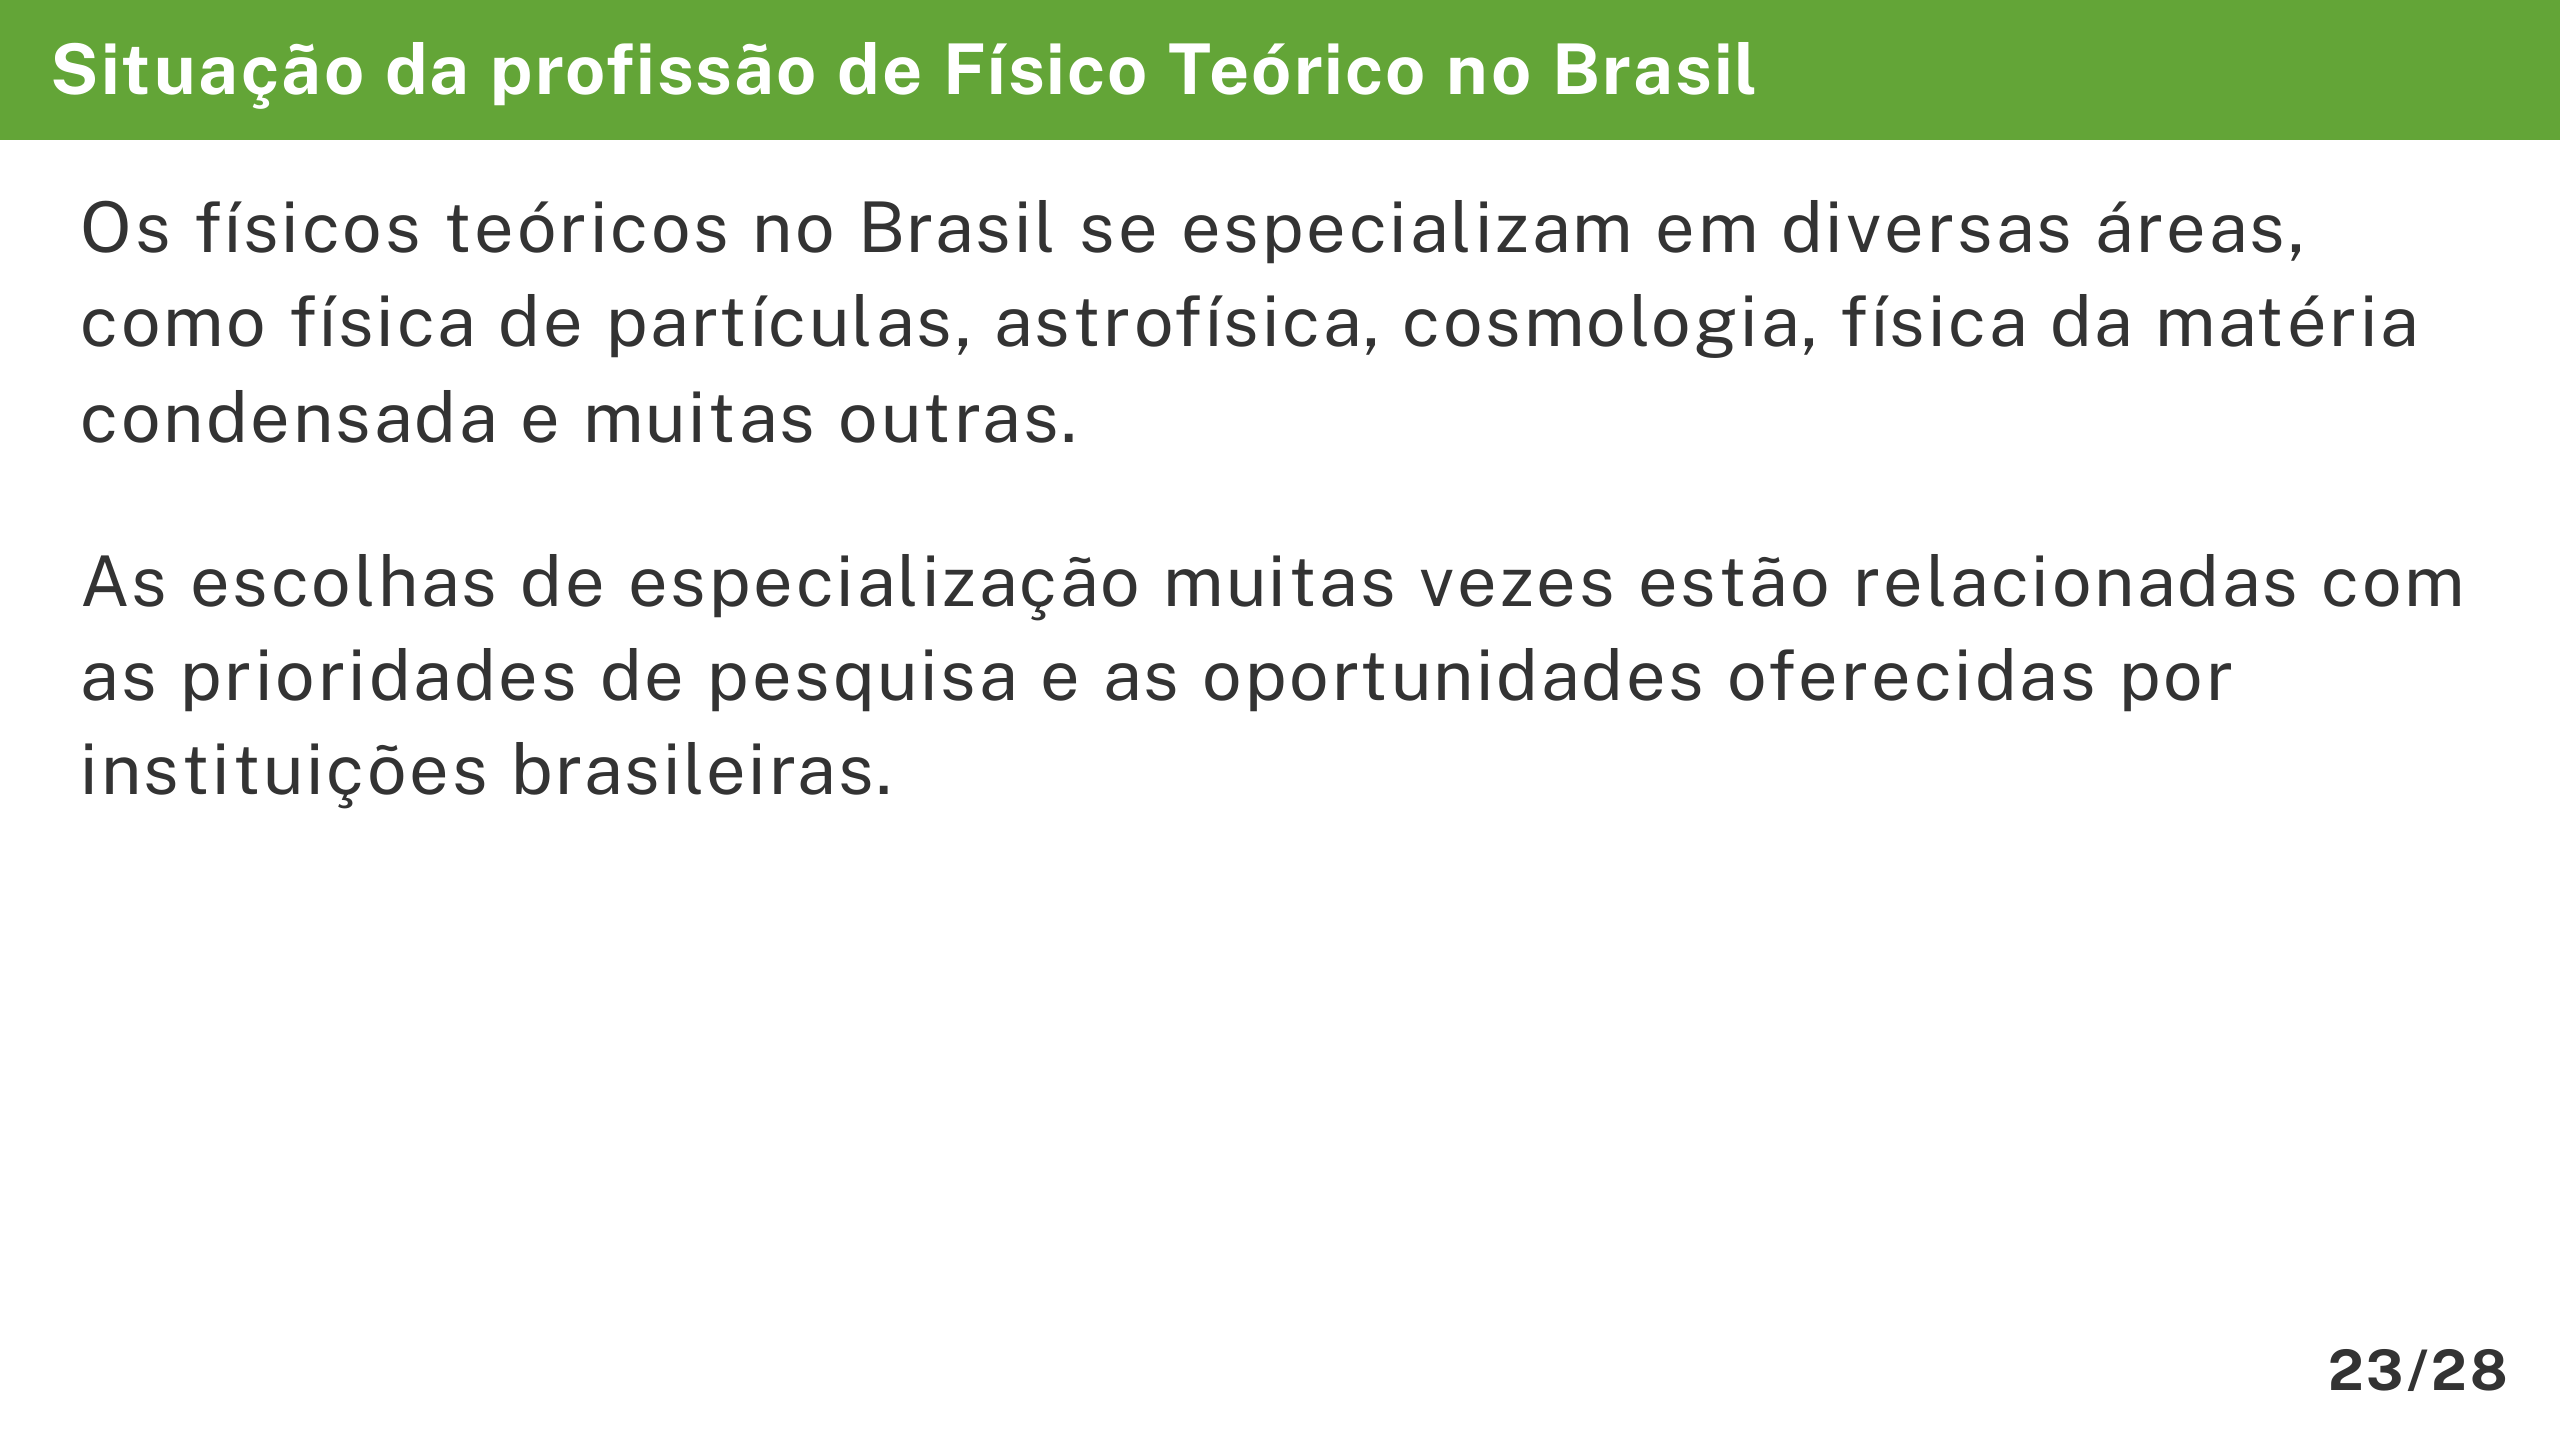 Situação da profissão de Físico Teórico no Brasil
Os físicos teóricos no Brasil se especializam em diversas áreas,
como física de partículas, astrofísica, cosmologia, física da matéria
condensada e muitas outras.
As escolhas de especialização muitas vezes estão relacionadas com
as prioridades de pesquisa e as oportunidades oferecidas por
instituições brasileiras.
23/28